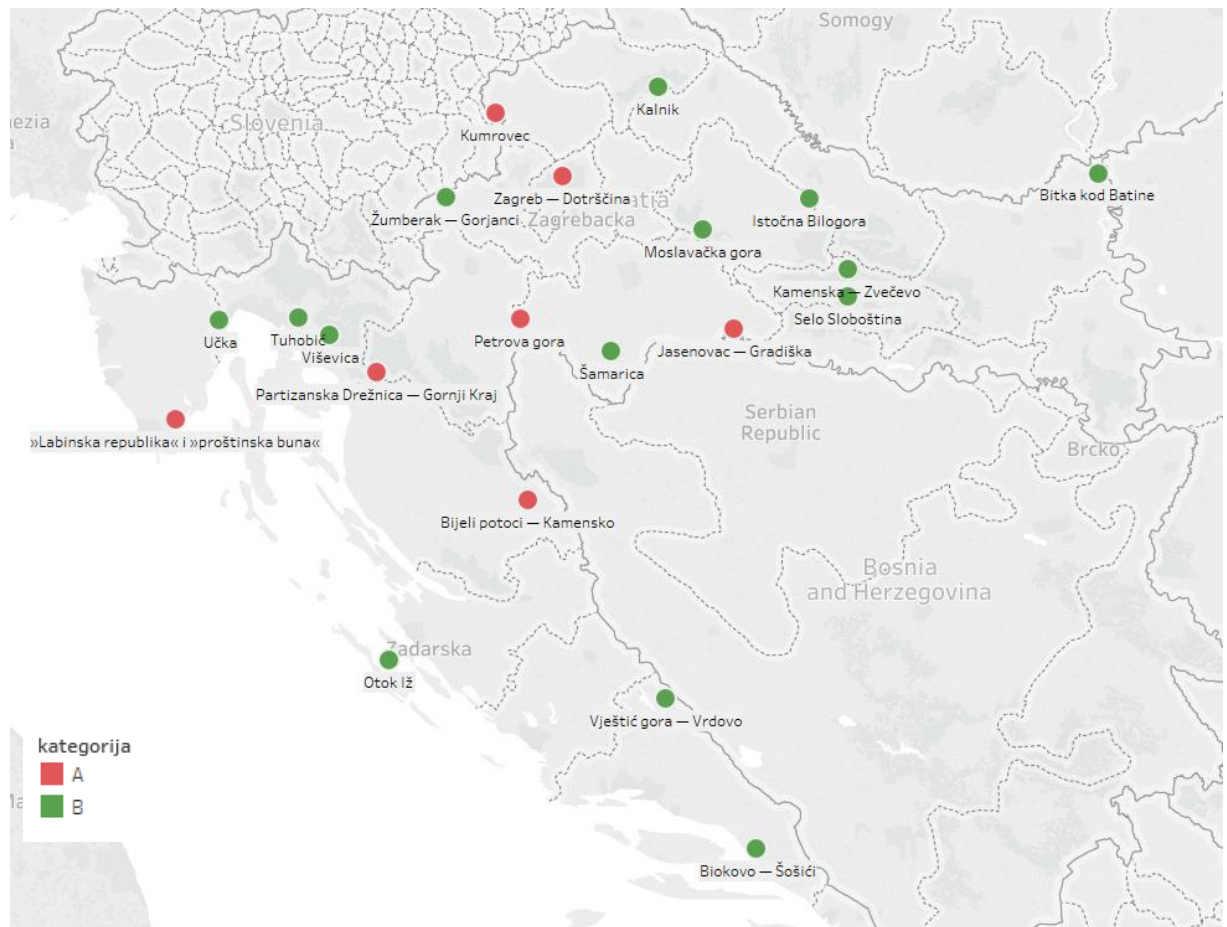 Somogy
Kalnik
nezia
Slovenia
Kumrovec
Bitka kod Batine
Zagreb — Dotrščina
atia
Istočna Bilogora
Žumberak — Gorjanci
Zagrebacka
Moslavačka gora
Kamenska — Zvečevo
Selo Sloboština
Učka
Tuhobić
Viševica
Petrova gora
Jasenovac — Gradiška
Šamarica
Partizanska Drežnica — Gornji Kraj
Serbian
Republic
»Labinska republika« i »proštinska buna«
Brcko
Bijeli potoci — Kamensko
Bosnia
and Herzegovina
Zadarska
Otok Iž
Vještić gora — Vrdovo
kategorija
A
B
Biokovo — Šošići